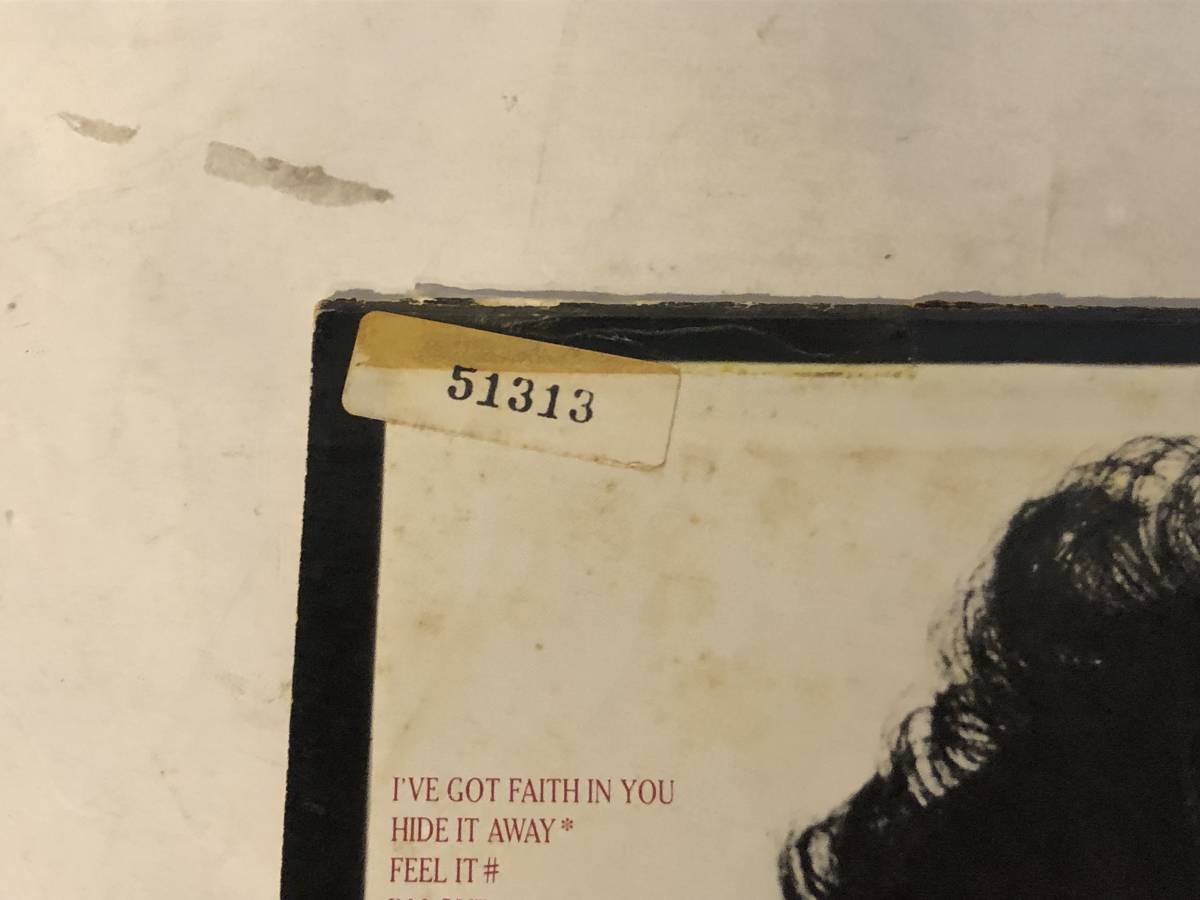 51313
I'VE GOT FAITH IN YOU
HIDE IT AWAY*
FEEL IT #